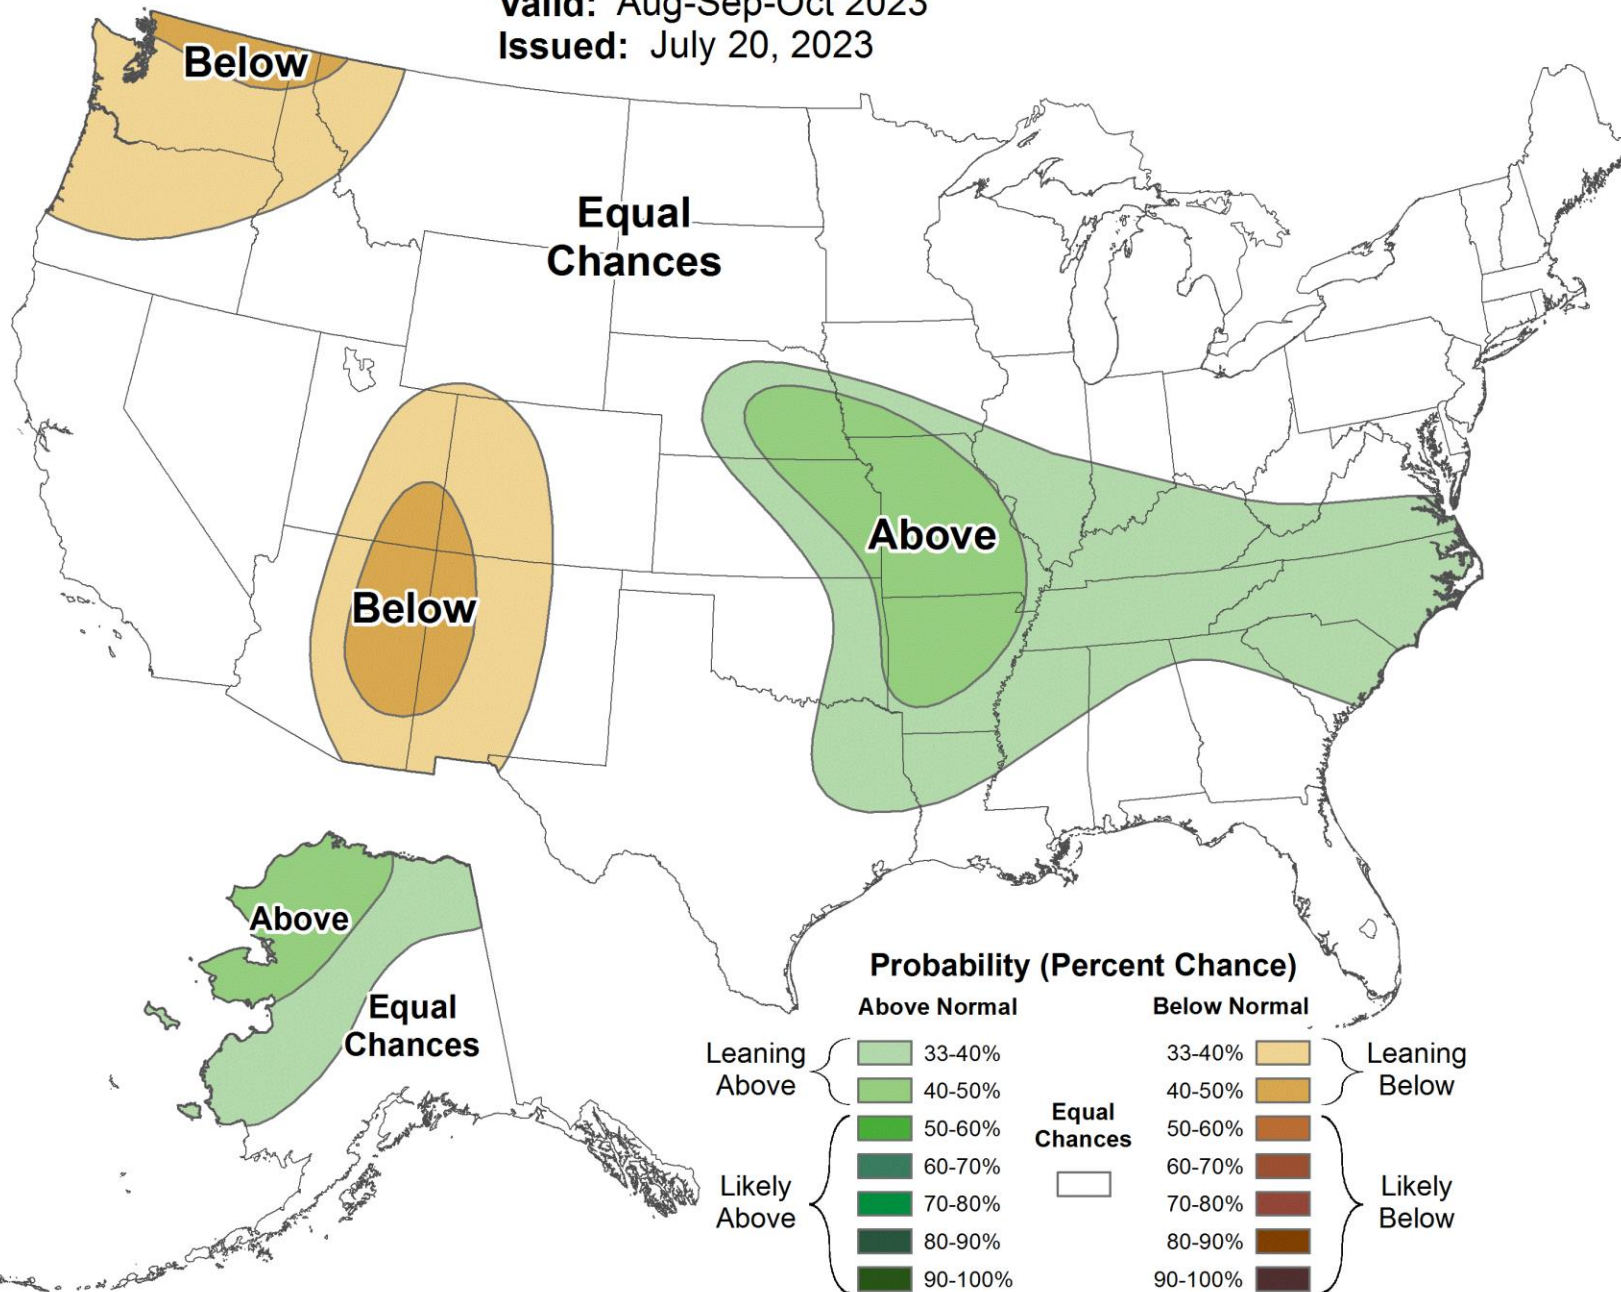 Valid: Aug-Sep-Oct 2023
Issued: July 20, 2023
Below
Equal
Chances
Above
Below
Above
Equal
Chances
Probability (Percent Chance)
Above Normal
Below Normal
Leaning
Above
33-40%
40-50%
Likely
Above
50-60%
60-70%
70-80%
80-90%
90-100%
Equal
Chances
33-40%
40-50%
Leaning
Below
50-60%
60-70%
70-80%
80-90%
90-100%
Likely
Below